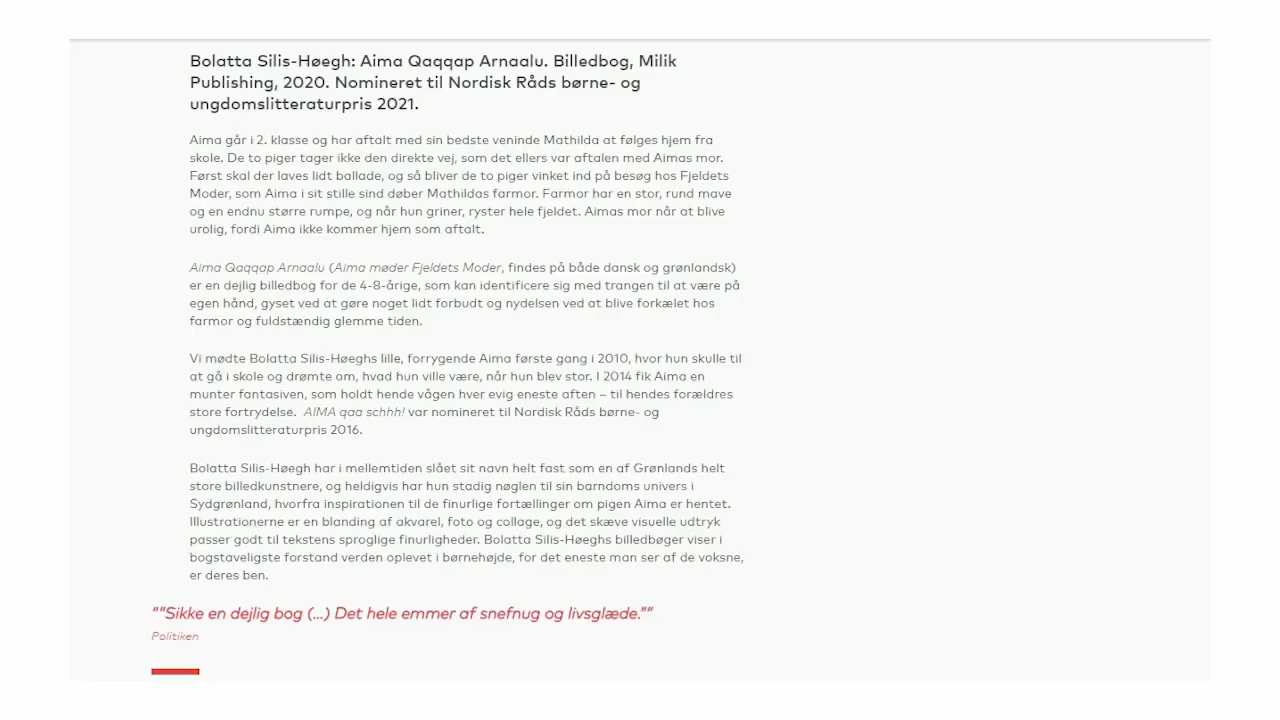 Bolatta Silis-Høegh: Aima Qaqqap Arnaalu. Billedbog, Milik
Publishing, 2020. Nomineret til Nordisk Råds børne- og
ungdomslitteraturpris 2021.
Aima går i 2. klasse og har aftalt med sin bedste veninde Mathilda at følges hjem fra
skole. De to piger tager ikke den direkte vej, som det ellers var aftalen med Aimas mor.
Først skal der laves lidt ballade, og så bliver de to piger vinket ind på besøg hos Fjeldets
Moder, som Aima i sit stille sind døber Mathildas farmor. Farmor har en stor, rund mave
og en endnu større rumpe, og når hun griner, ryster hele fjeldet. Aimas mor når at blive
urolig, fordi Aima ikke kommer hjem som aftalt.
Aima Qaqqap Arnaalu (Aima møder Fjeldets Moder, findes på både dansk og grønlandsk)
er en dejlig billedbog for de 4-8-årige, som kan identificere sig med trangen til at være på
egen hånd, gyset ved at gøre noget lidt forbudt og nydelsen ved at blive forkælet hos
farmor og fuldstændig glemme tiden.
Vi mødte Bolatta Silis-Høeghs lille, forrygende Aima første gang i 2010, hvor hun skulle til
at gå i skole og drømte om, hvad hun ville være, når hun blev stor. I 2014 fik Aima en
munter fantasiven, som holdt hende vågen hver evig eneste aften – til hendes forældres
store fortrydelse. AIMA qaa schhh! var nomineret til Nordisk Råds børne- og
ungdomslitteraturpris 2016.
Bolatta Silis-Høegh har i mellemtiden slået sit navn helt fast som en af Grønlands helt
store billedkunstnere, og heldigvis har hun stadig nøglen til sin barndoms univers i
Sydgrønland, hvorfra inspirationen til de finurlige fortællinger om pigen Aima er hentet.
Illustrationerne er en blanding af akvarel, foto og collage, og det skæve visuelle udtryk
passer godt til tekstens sproglige finurligheder. Bolatta Silis-Høeghs billedbøger viser i
bogstaveligste forstand verden oplevet i børnehøjde, for det eneste man ser af de voksne,
er deres ben.
””Sikke en dejlig bog (...) Det hele emmer af snefnug og livsglæde.””
Politiken